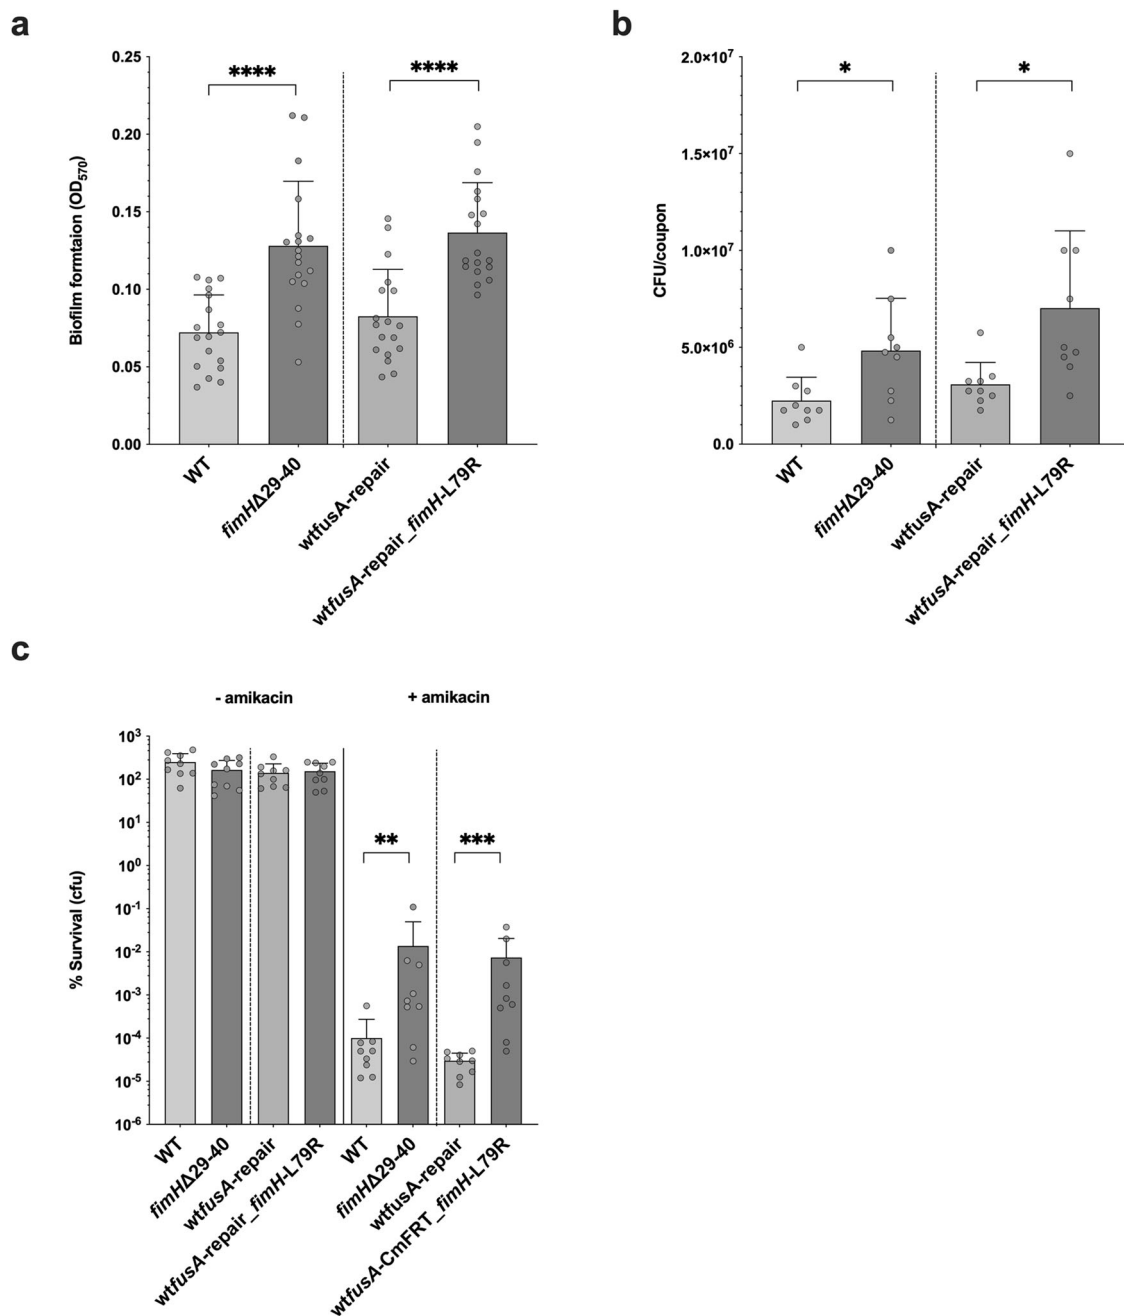 a
b
0.25
0.20
0.15
0.10
0.05
0.00
Biofilm formtaion (OD570)
****
****
WT
fimHΔ29-40
wtfusA-repair
wtfusA-repair_fimH-L79R
2.0×10⁷
1.5×10⁷
1.0×10⁷
5.0×10⁶
0.0
CFU/coupon
*
*
WT
fimHΔ29-40
wtfusA-repair
wtfusA-repair_fimH-L79R
c
- amikacin
+ amikacin
10³
10²
10¹
10⁰
10⁻¹
10⁻²
10⁻³
10⁻⁴
10⁻⁵
10⁻⁶
% Survival (cfu)
**
***
WT
fimHΔ29-40
wtfusA-repair
wtfusA-repair_fimH-L79R
WT
fimHΔ29-40
wtfusA-repair
wtfusA-CmFRT_fimH-L79R